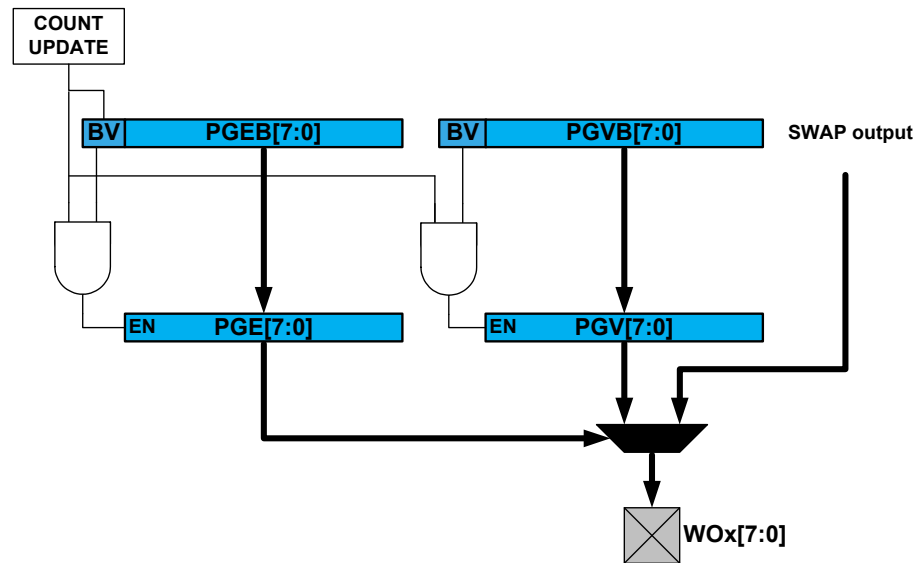 COUNT
UPDATE
BV PGEB[7:0]
BV PGVB[7:0]
SWAP output
EN PGE[7:0]
EN PGV[7:0]
WOx[7:0]